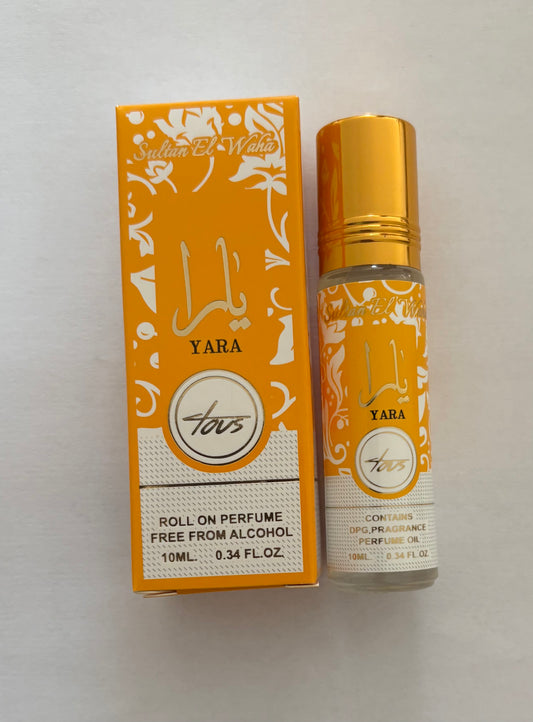 Sultan El Waha
يارا
YARA
Tous
ROLL ON PERFUME
FREE FROM ALCOHOL
10ML. 0.34 FL.OZ.
Sultan El Waha
يارا
YARA
Tous
CONTAINS
DPG,PRAGRANCE
PERFUME OIL
10ML. 0.34 FL.OZ.